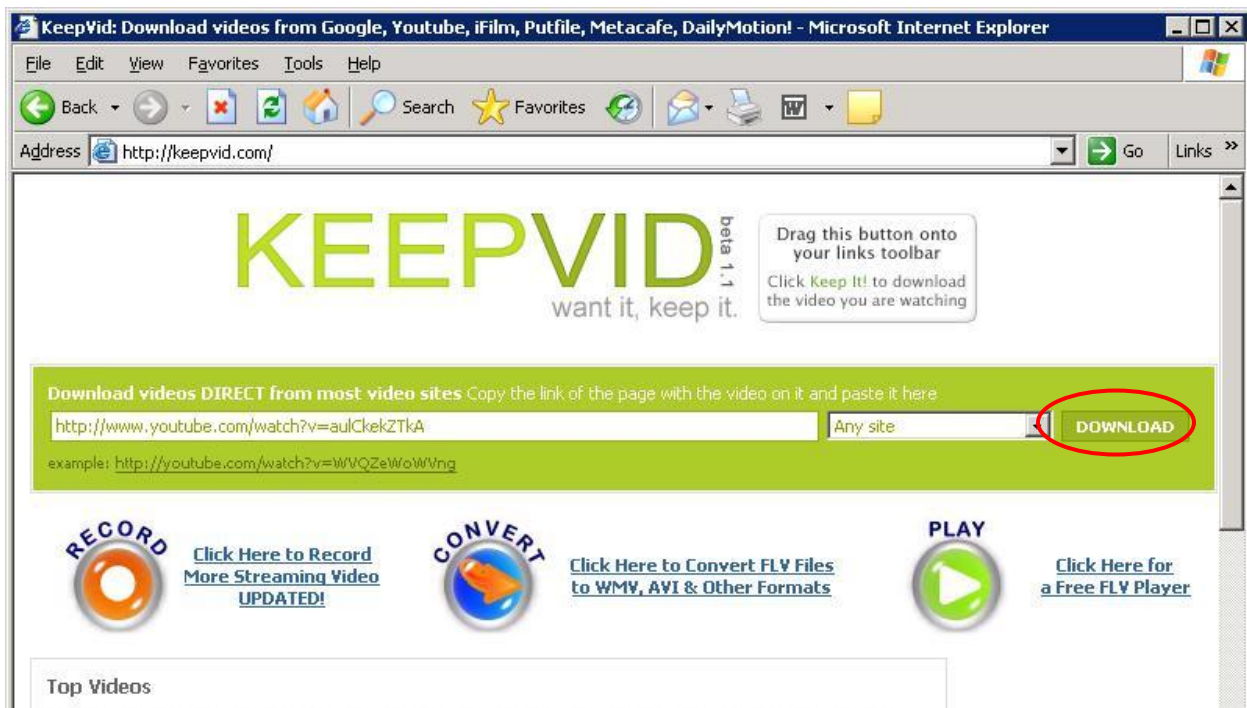 KeepVid: Download videos from Google, Youtube, iFilm, Putfile, Metacafe, DailyMotion! - Microsoft Internet Explorer
File Edit View Favorites Tools Help
Back Search Favorites
Address http://keepvid.com/ Go Links »
KEEPVID beta 1.1
want it, keep it.
Drag this button onto
your links toolbar
Click Keep It! to download
the video you are watching
Download videos DIRECT from most video sites Copy the link of the page with the video on it and paste it here
http://www.youtube.com/watch?v=aulCkekZTkA Any site DOWNLOAD
example: http://youtube.com/watch?v=WVQZeWoWVng
RECORD
Click Here to Record
More Streaming Video
UPDATED!
CONVERT
Click Here to Convert FLV Files
to WMV, AVI & Other Formats
PLAY
Click Here for
a Free FLV Player
Top Videos